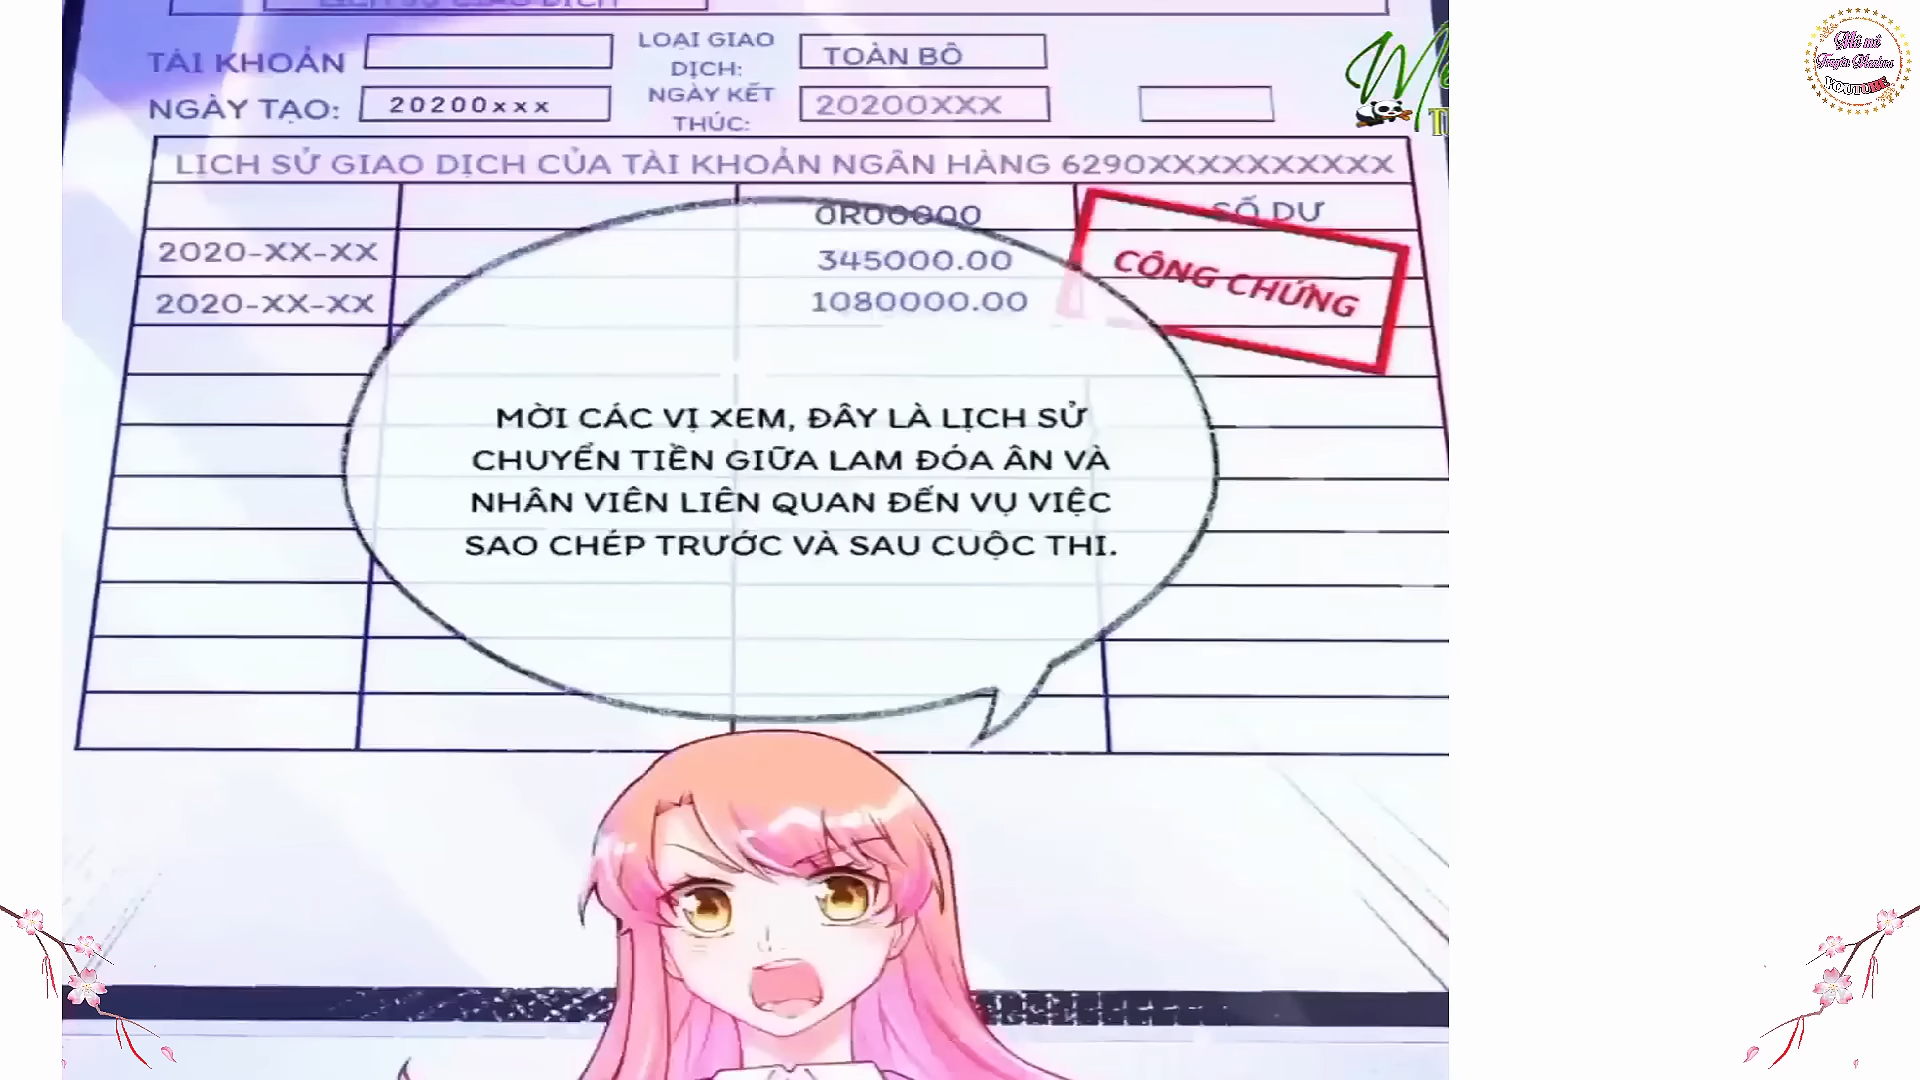 TÀI KHOẢN
LOẠI GIAO
DỊCH:
TOÀN BÔ
NGÀY TẠO:
20200xxx
NGÀY KẾT
THÚC:
20200XXX
LỊCH SỬ GIAO DỊCH CỦA TÀI KHOẢN NGÂN HÀNG 6290XXXXXXXXXX
0R00000
SỐ DƯ
2020-XX-XX
345000.00
2020-XX-XX
1080000.00
CÔNG CHỨNG
MỜI CÁC VỊ XEM, ĐÂY LÀ LỊCH SỬ
CHUYỂN TIỀN GIỮA LAM ĐÓA ÂN VÀ
NHÂN VIÊN LIÊN QUAN ĐẾN VỤ VIỆC
SAO CHÉP TRƯỚC VÀ SAU CUỘC THI.
YOUTUBE